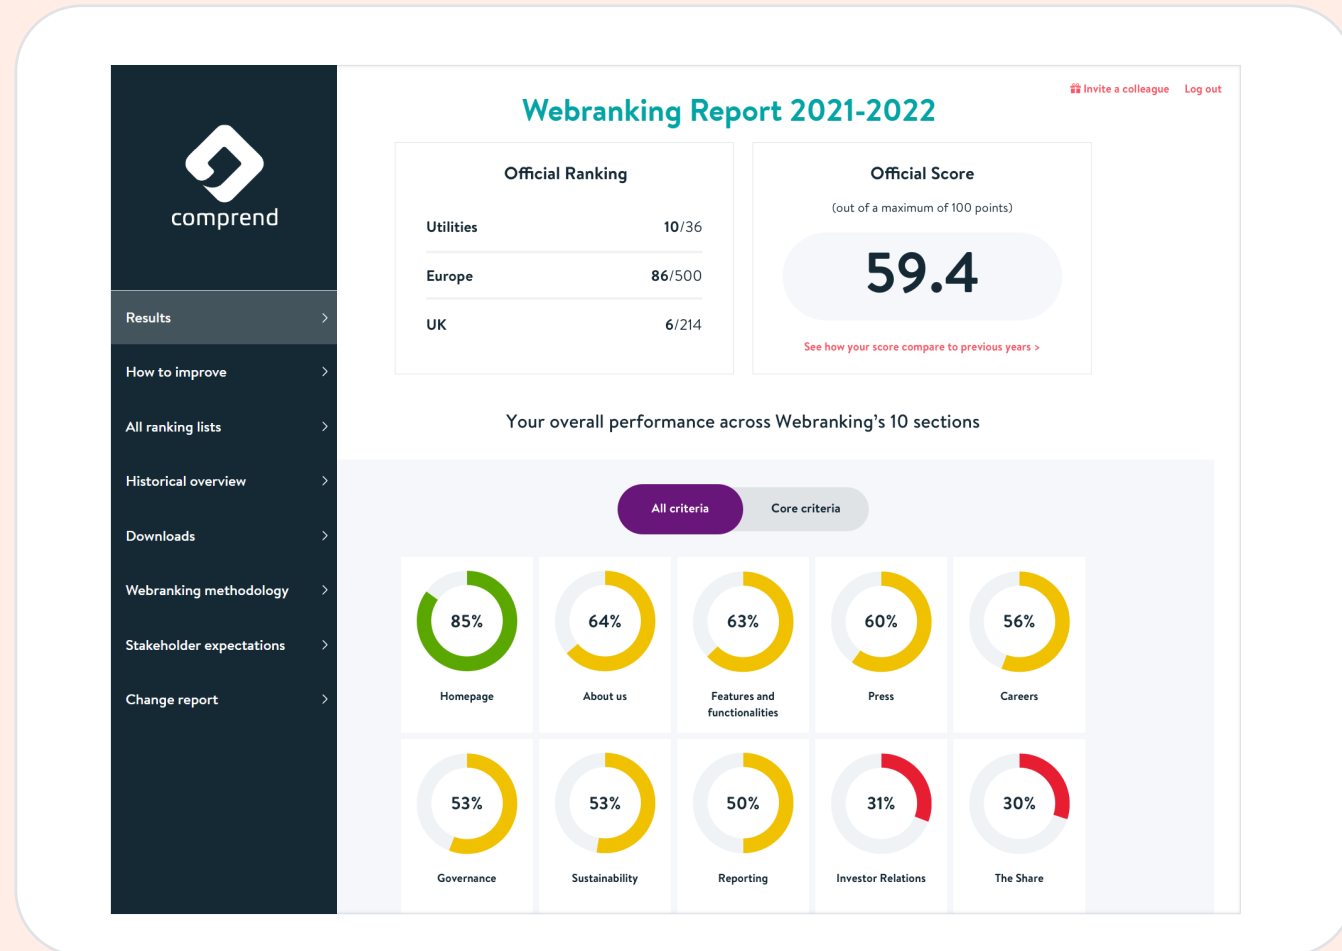 Invite a colleague Log out
Webranking Report 2021-2022
comprend
Results
How to improve
All ranking lists
Historical overview
Downloads
Webranking methodology
Stakeholder expectations
Change report
Official Ranking
Utilities 10/36
Europe 86/500
UK 6/214
Official Score
(out of a maximum of 100 points)
59.4
See how your score compare to previous years >
Your overall performance across Webranking's 10 sections
All criteria Core criteria
85% 64% 63% 60% 56%
Homepage About us Features and Press Careers
functionalities
53% 53% 50% 31% 30%
Governance Sustainability Reporting Investor Relations The Share